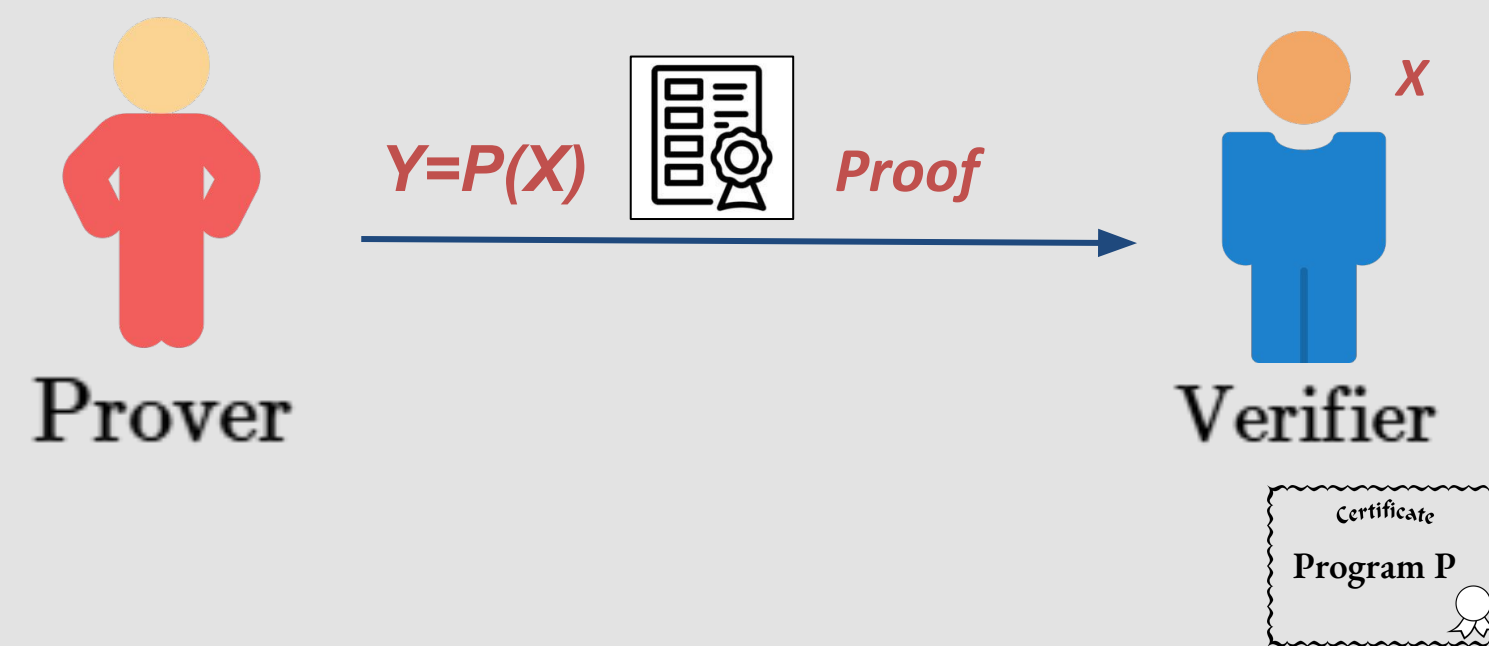 X
Y=P(X) Proof
Prover
Verifier
Certificate
Program P